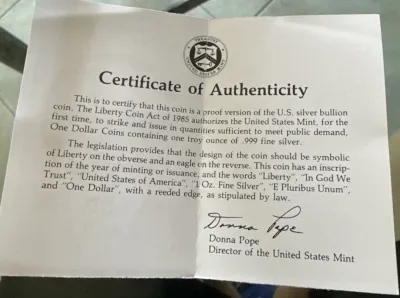 Certificate of Authenticity
This is to certify that this coin is a proof version of the U.S. silver bullion
coin. The Liberty Coin Act of 1985 authorizes the United States Mint, for the
first time, to strike and issue in quantities sufficient to meet public demand,
One Dollar Coins containing one troy ounce of .999 fine silver.
The legislation provides that the design of the coin should be symbolic
of Liberty on the obverse and an eagle on the reverse. This coin has an inscrip-
tion of the year of minting or issuance, and the words "Liberty", "In God We
Trust", "United States of America", "1 Oz. Fine Silver", "E Pluribus Unum",
and "One Dollar", with a reeded edge, as stipulated by law.
Donna Pope
Donna Pope
Director of the United States Mint